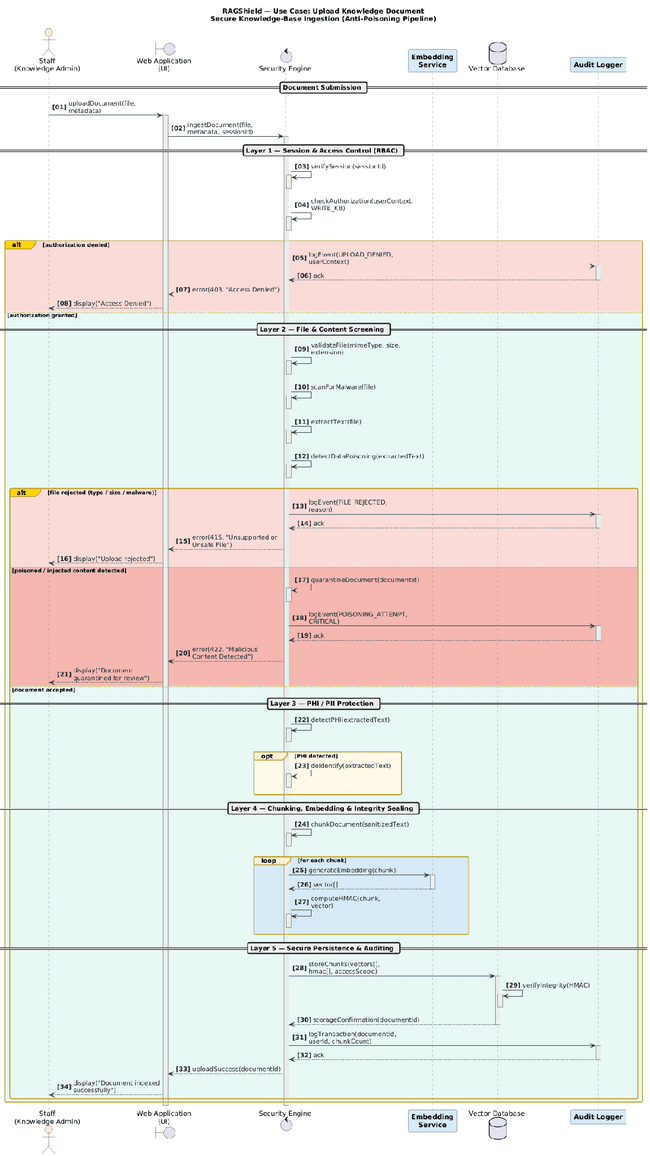 RAGShield — Use Case: Upload Knowledge Document
Secure Knowledge-Base Ingestion (Anti-Poisoning Pipeline)
Staff
(Knowledge Admin)
Web Application
(UI)
Security Engine
Embedding
Service
Vector Database
Audit Logger
Document Submission
[01] uploadDocument(file,
metadata)
[02] ingestDocument(file,
metadata, sessionId)
Layer 1 — Session & Access Control (RBAC)
[03] verifySession(sessionId)
[04] checkAuthorization(userContext,
WRITE_KB)
alt [authorization denied]
[05] logEvent(UPLOAD_DENIED,
userContext)
[06] ack
[07] error(403, "Access Denied")
[08] display("Access Denied")
[authorization granted]
Layer 2 — File & Content Screening
[09] validateFile(mimeType, size,
extension)
[10] scanForMalware(file)
[11] extractText(file)
[12] detectDataPoisoning(extractedText)
alt [file rejected (type / size / malware)]
[13] logEvent(FILE_REJECTED,
reason)
[14] ack
[15] error(415, "Unsupported or
Unsafe File")
[16] display("Upload rejected")
[poisoned / injected content detected]
[17] quarantineDocument(documentId)
[18] logEvent(POISONING_ATTEMPT,
CRITICAL)
[19] ack
[20] error(422, "Malicious
Content Detected")
[21] display("Document
quarantined for review")
[document accepted]
Layer 3 — PHI / PII Protection
[22] detectPHI(extractedText)
opt [PHI detected]
[23] deIdentify(extractedText)
Layer 4 — Chunking, Embedding & Integrity Sealing
[24] chunkDocument(sanitizedText)
loop [for each chunk]
[25] generateEmbedding(chunk)
[26] vector[]
[27] computeHMAC(chunk,
vector)
Layer 5 — Secure Persistence & Auditing
[28] storeChunks(vectors[],
hmac[], accessScope)
[29] verifyIntegrity(HMAC)
[30] storageConfirmation(documentId)
[31] logTransaction(documentId,
userId, chunkCount)
[32] ack
[33] uploadSuccess(documentId)
[34] display("Document indexed
successfully")
Staff
(Knowledge Admin)
Web Application
(UI)
Security Engine
Embedding
Service
Vector Database
Audit Logger